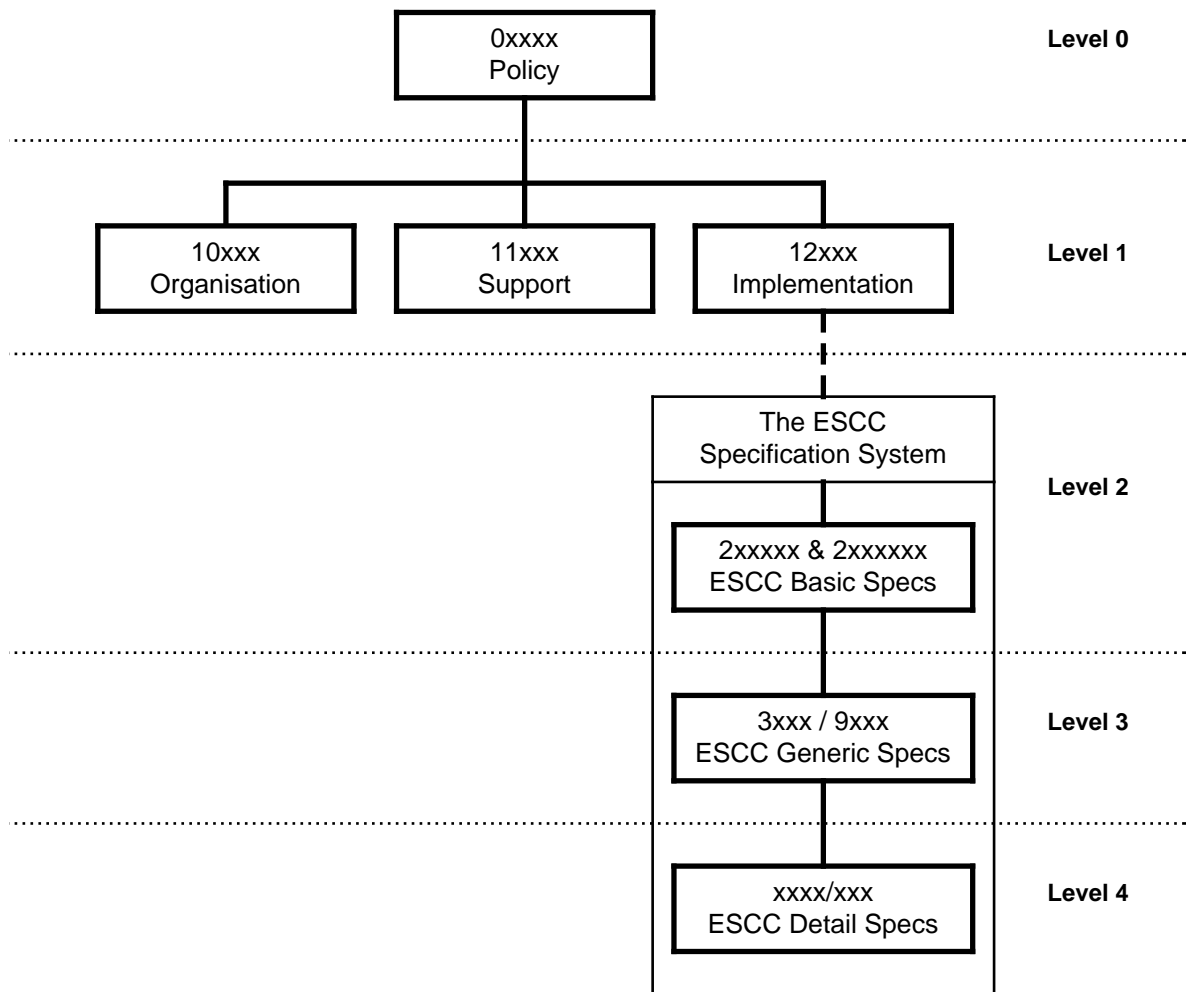 0xxxx
Policy
Level 0
10xxx
Organisation
11xxx
Support
12xxx
Implementation
Level 1
The ESCC
Specification System
Level 2
2xxxxx & 2xxxxxx
ESCC Basic Specs
3xxx / 9xxx
ESCC Generic Specs
Level 3
xxxx/xxx
ESCC Detail Specs
Level 4